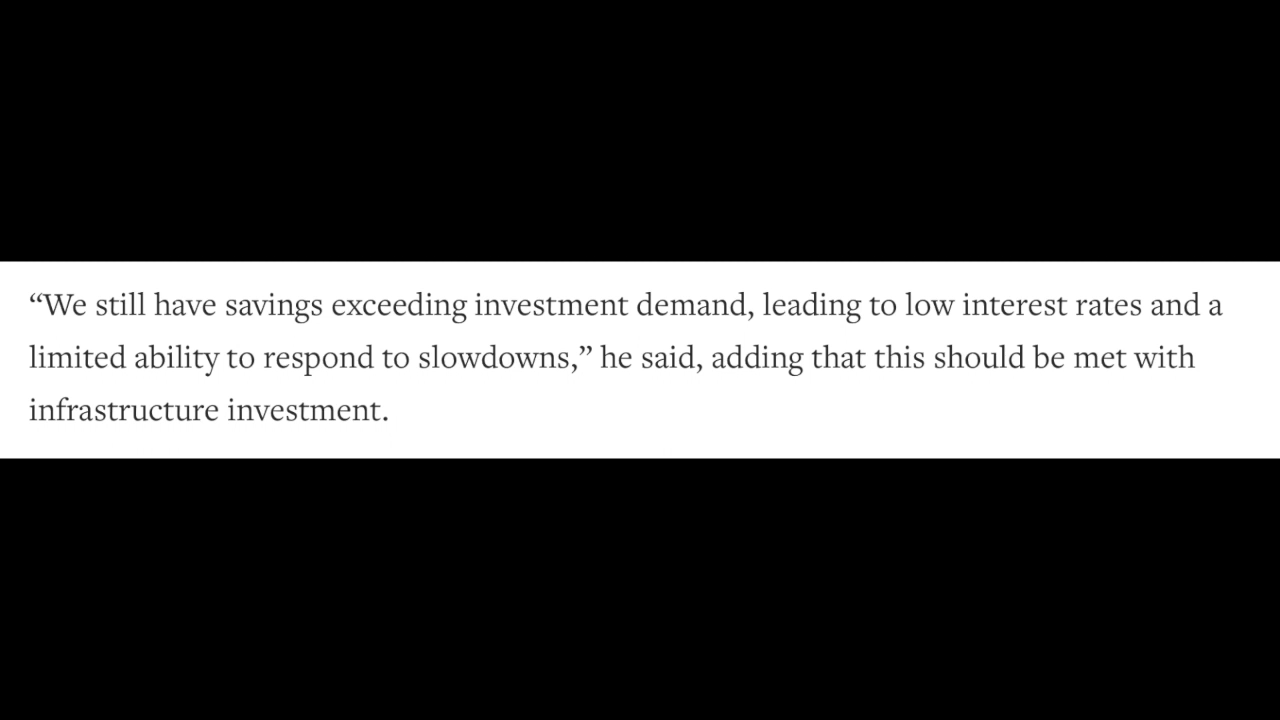 “We still have savings exceeding investment demand, leading to low interest rates and a
limited ability to respond to slowdowns,” he said, adding that this should be met with
infrastructure investment.